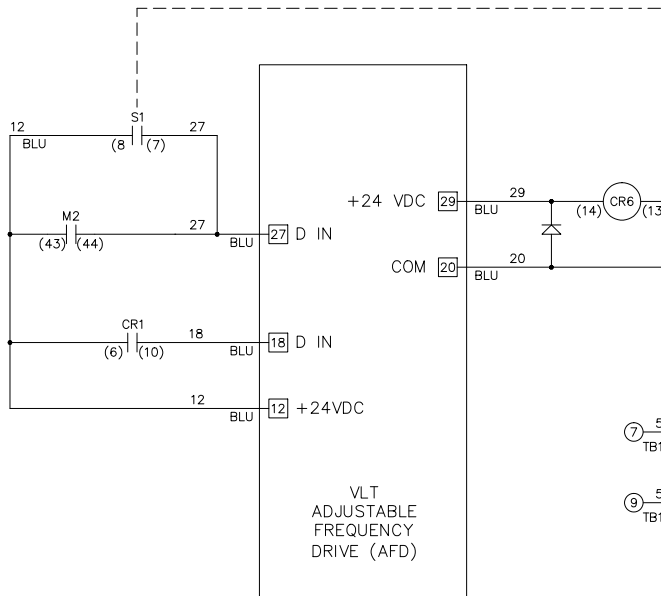 S1
12
27
BLU
(8
(7)
M2
27
(43)
(44)
BLU
27
D IN
+24 VDC
29
29
BLU
(14)
CR6
(13
COM
20
20
BLU
CR1
18
(6)
(10)
BLU
18
D IN
12
BLU
12
+24VDC
7
5
TB1
VLT
ADJUSTABLE
FREQUENCY
DRIVE (AFD)
9
5
TB1